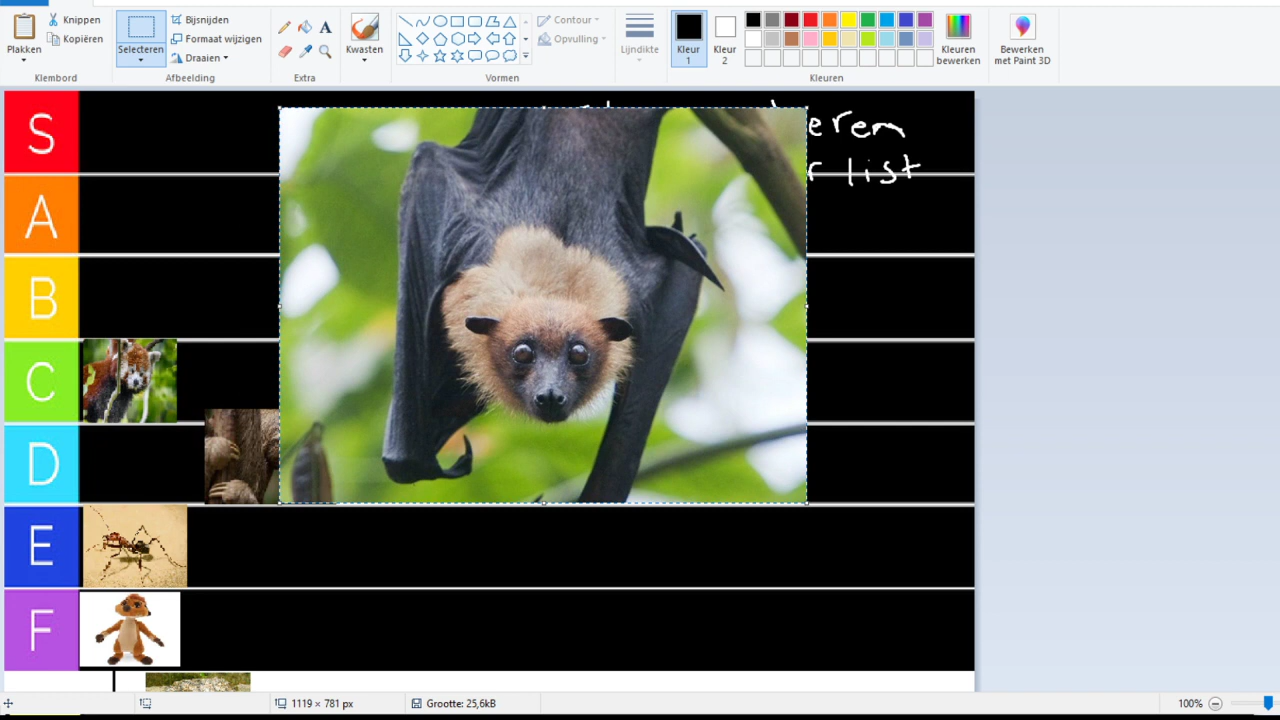 Plakken
Knippen
Kopiëren
Klembord
Selecteren
Bijsnijden
Formaat wijzigen
Draaien
Afbeelding
A
Extra
Kwasten
Vormen
Contour
Opvulling
Lijndikte
Kleur
1
Kleur
2
Kleuren
bewerken
Kleuren
Bewerken
met Paint 3D
S
list
A
B
C
D
E
F
1119 × 781 px
Grootte: 25,6kB
100%